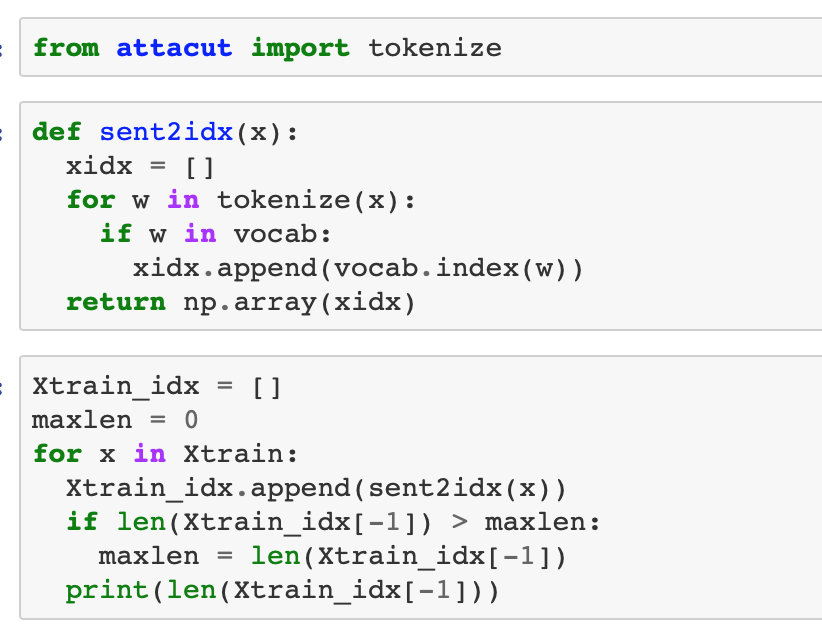 from attacut import tokenize
def sent2idx(x):
  xidx = []
  for w in tokenize(x):
    if w in vocab:
      xidx.append(vocab.index(w))
  return np.array(xidx)
Xtrain_idx = []
maxlen = 0
for x in Xtrain:
  Xtrain_idx.append(sent2idx(x))
  if len(Xtrain_idx[-1]) > maxlen:
    maxlen = len(Xtrain_idx[-1])
  print(len(Xtrain_idx[-1]))